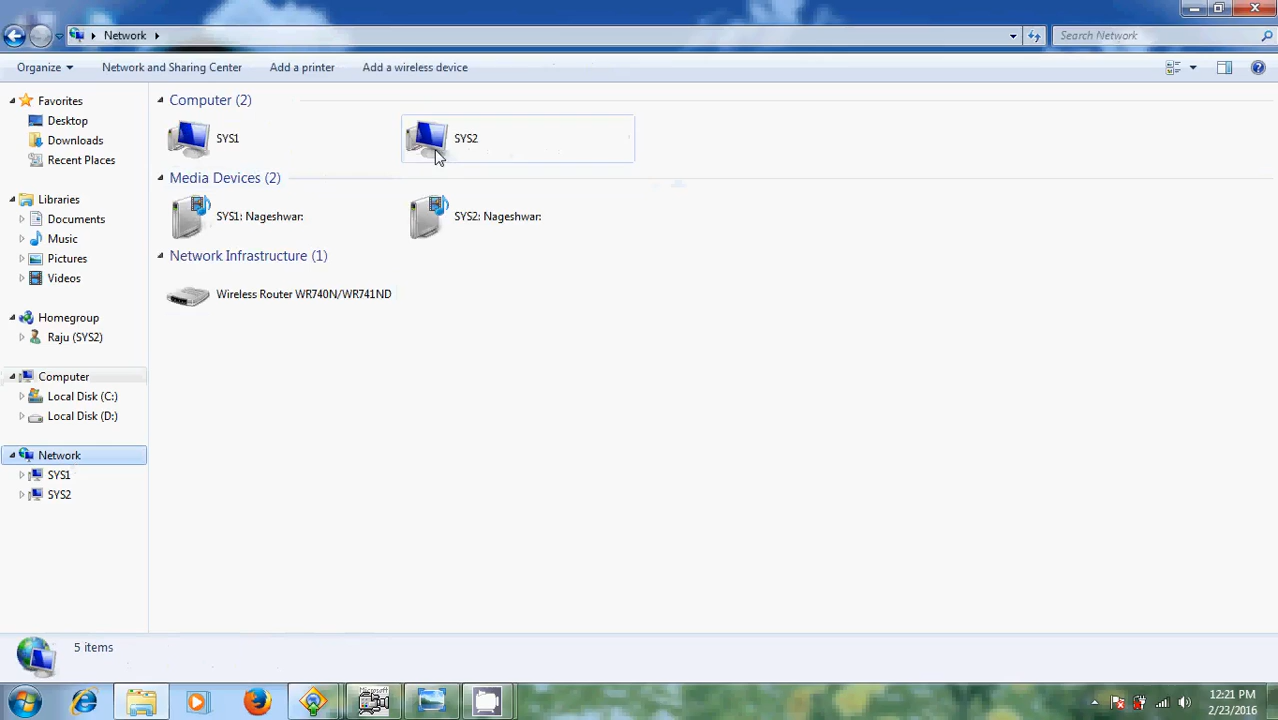 Network
Search Network
Organize
Network and Sharing Center
Add a printer
Add a wireless device
Favorites
Desktop
Downloads
Recent Places
Libraries
Documents
Music
Pictures
Videos
Homegroup
Raju (SYS2)
Computer
Local Disk (C:)
Local Disk (D:)
Network
SYS1
SYS2
Computer (2)
SYS1
SYS2
Media Devices (2)
SYS1: Nageshwar:
SYS2: Nageshwar:
Network Infrastructure (1)
Wireless Router WR740N/WR741ND
5 items
12:21 PM
2/23/2016